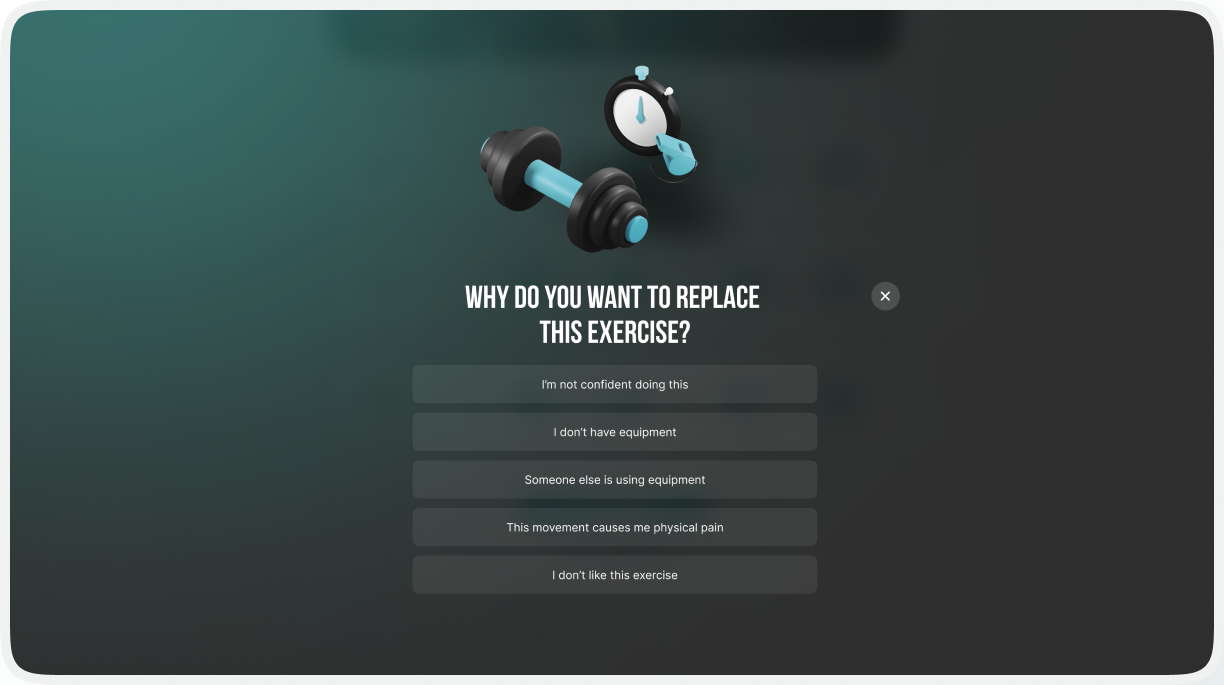 WHY DO YOU WANT TO REPLACE
THIS EXERCISE?
I’m not confident doing this
I don’t have equipment
Someone else is using equipment
This movement causes me physical pain
I don’t like this exercise